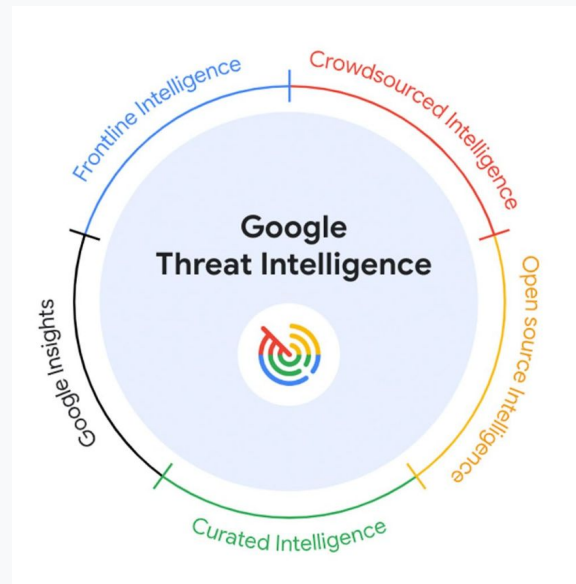 Frontline Intelligence
Crowdsourced Intelligence
Google
Threat Intelligence
Google Insights
Open source Intelligence
Curated Intelligence